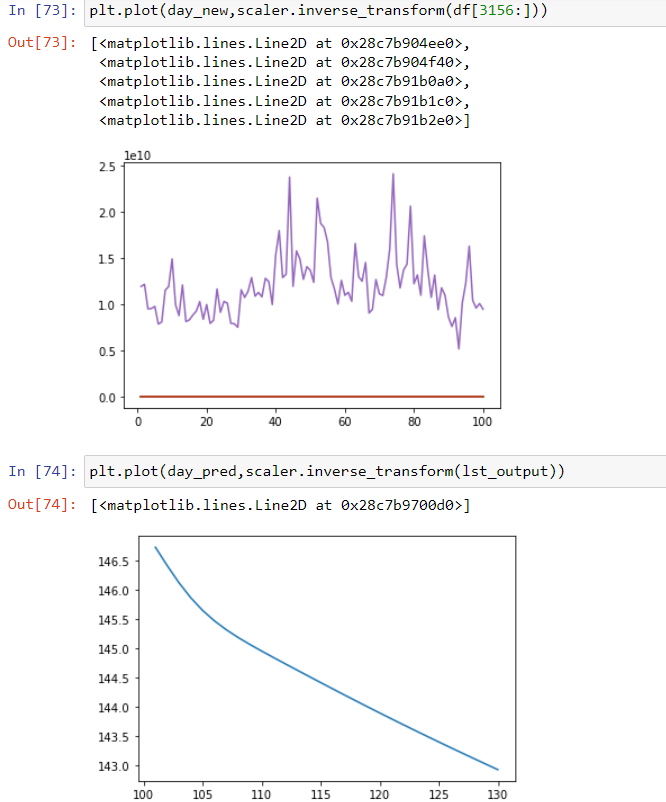 In [73]: plt.plot(day_new,scaler.inverse_transform(df[3156:]))
Out[73]: [<matplotlib.lines.Line2D at 0x28c7b904ee0>,
<matplotlib.lines.Line2D at 0x28c7b904f40>,
<matplotlib.lines.Line2D at 0x28c7b91b0a0>,
<matplotlib.lines.Line2D at 0x28c7b91b1c0>,
<matplotlib.lines.Line2D at 0x28c7b91b2e0>]
1e10
2.5
2.0
1.5
1.0
0.5
0.0
0 20 40 60 80 100
In [74]: plt.plot(day_pred,scaler.inverse_transform(lst_output))
Out[74]: [<matplotlib.lines.Line2D at 0x28c7b9700d0>]
146.5
146.0
145.5
145.0
144.5
144.0
143.5
143.0
100 105 110 115 120 125 130